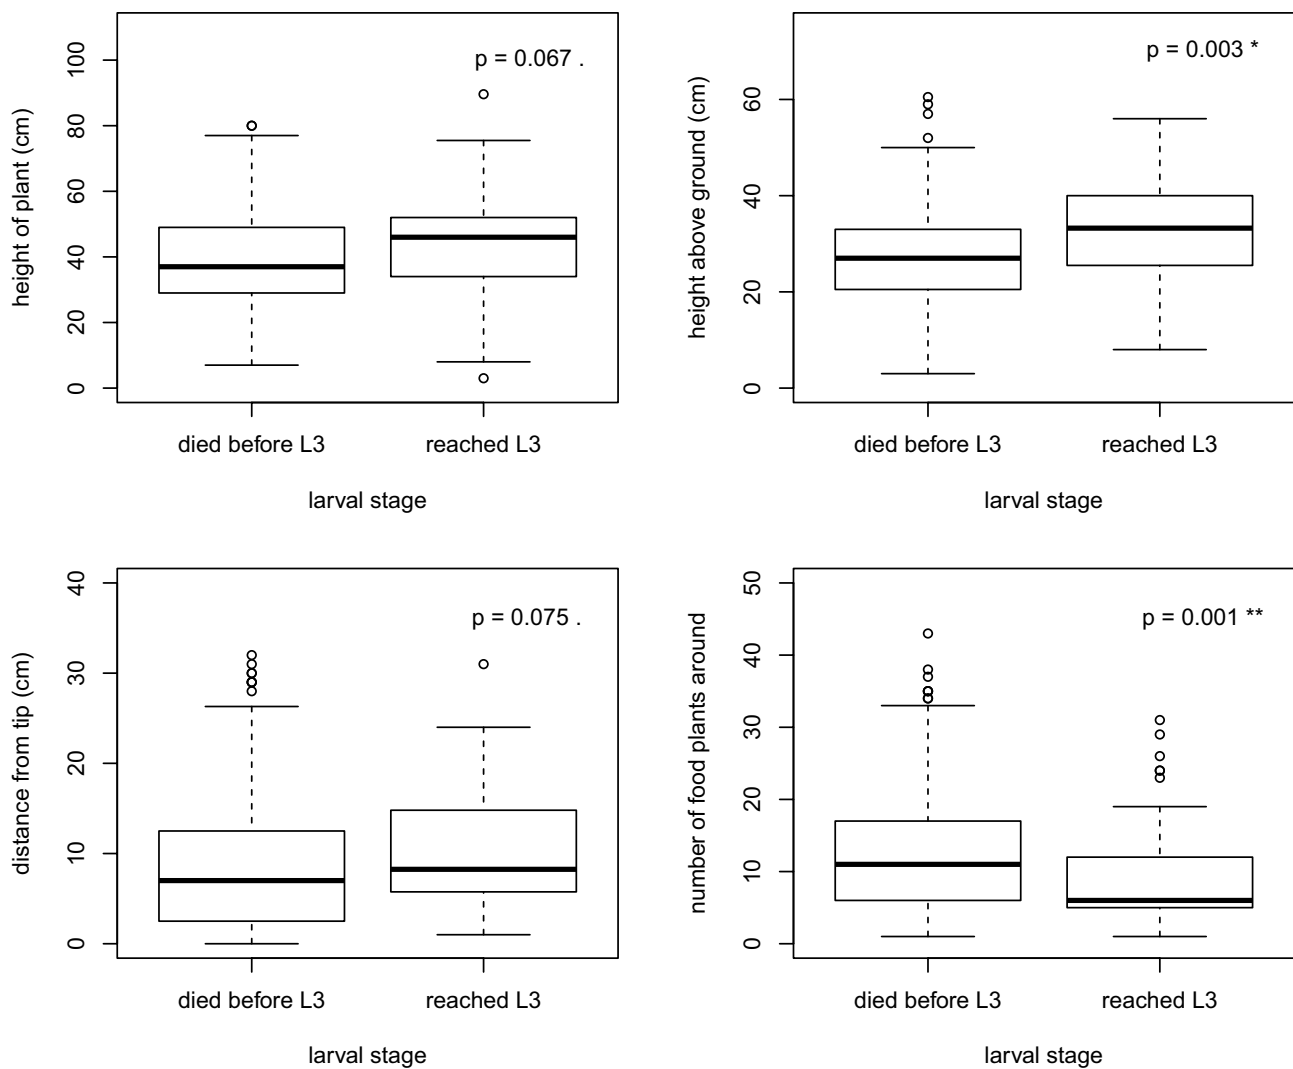 height of plant (cm)
100
80
60
40
20
0
p = 0.067 .
died before L3
reached L3
larval stage
height above ground (cm)
60
40
20
0
p = 0.003 *
died before L3
reached L3
larval stage
distance from tip (cm)
40
30
20
10
0
p = 0.075 .
died before L3
reached L3
larval stage
number of food plants around
50
40
30
20
10
0
p = 0.001 **
died before L3
reached L3
larval stage